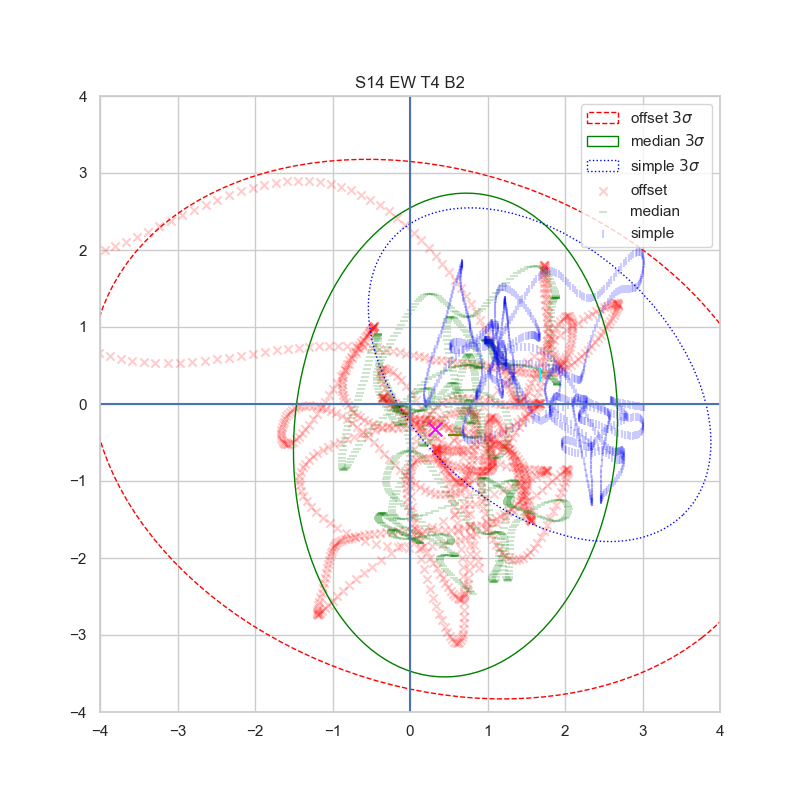 S14 EW T4 B2
offset 3σ
median 3σ
simple 3σ
offset
median
simple
4
3
2
1
0
−1
−2
−3
−4
−4 −3 −2 −1 0 1 2 3 4